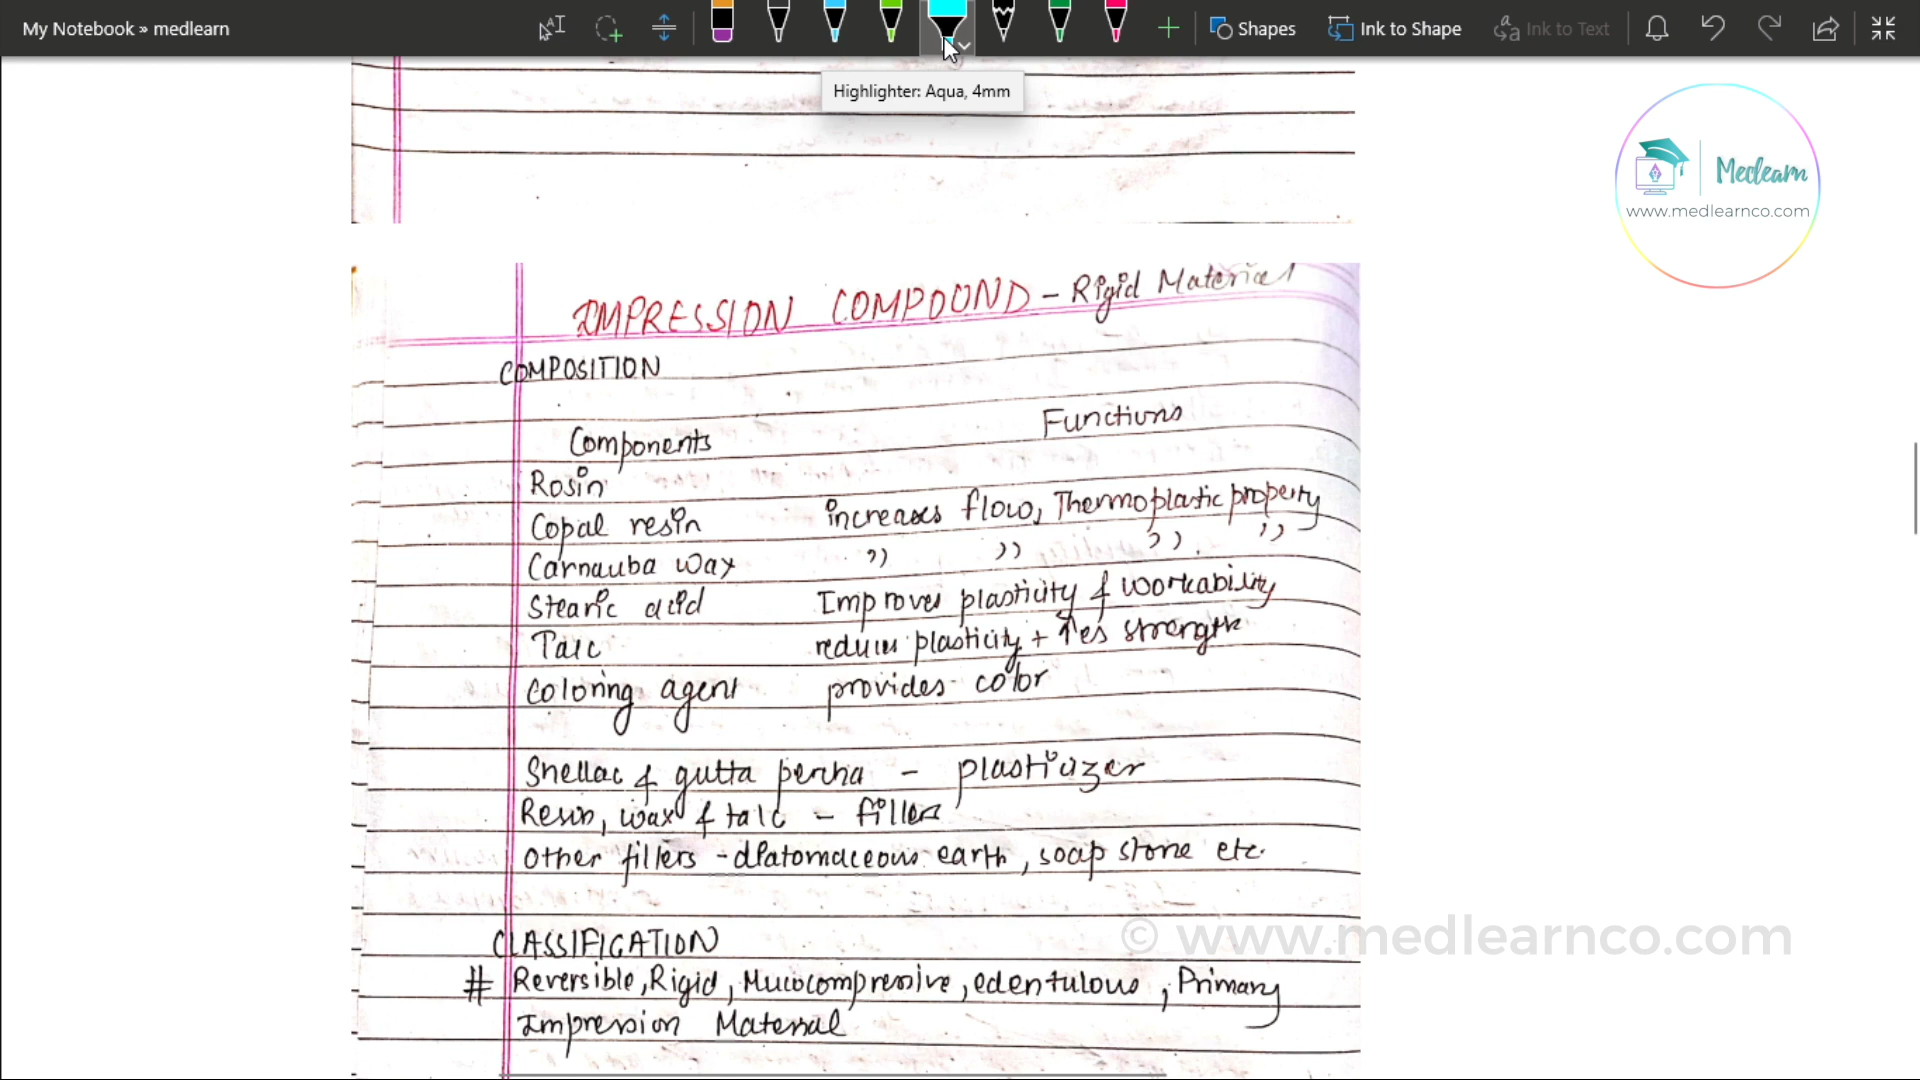 My Notebook » medlearn
Shapes
Ink to Shape
Ink to Text
Highlighter: Aqua, 4mm
Medlearn
www.medlearnco.com
IMPRESSION COMPOUND - Rigid Material
COMPOSITION
Components Functions
Rosin
Copal resin increases flow, Thermoplastic property
Carnauba wax ,, ,, ,, ,,
Stearic acid Improves plasticity & workability
Talc reduces plasticity + ↑es strength
Coloring agent provides color
Shellac & gutta percha - plasticizer
Resin, wax & talc - fillers
Other fillers - diatomaceous earth, soap stone etc.
CLASSIFICATION
# Reversible, Rigid, Mucocompressive, edentulous, Primary
Impression Material
© www.medlearnco.com